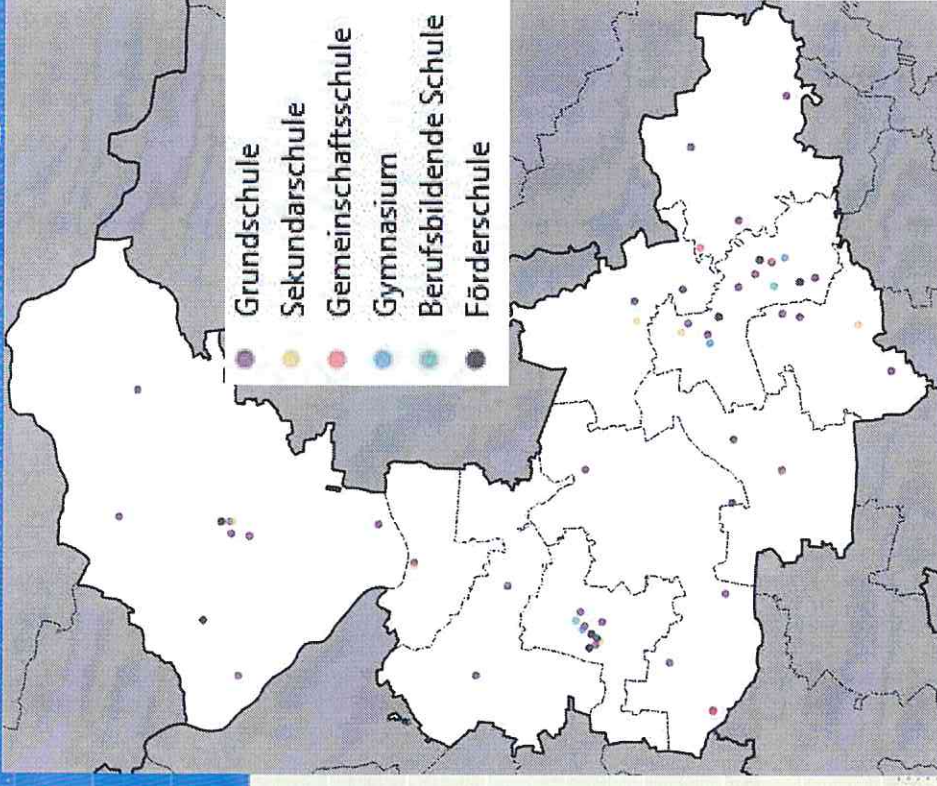 Grundschule
Sekundarschule
Gemeinschaftsschule
Gymnasium
Berufsbildende Schule
Förderschule